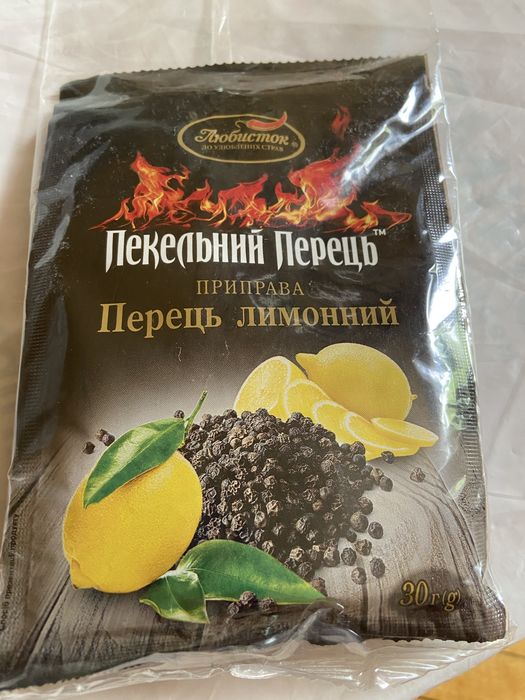 Любисток®
ДО УЛЮБЛЕНИХ СТРАВ
Пекельний Перець™
ПРИПРАВА
Перець лимонний
30 г(g)